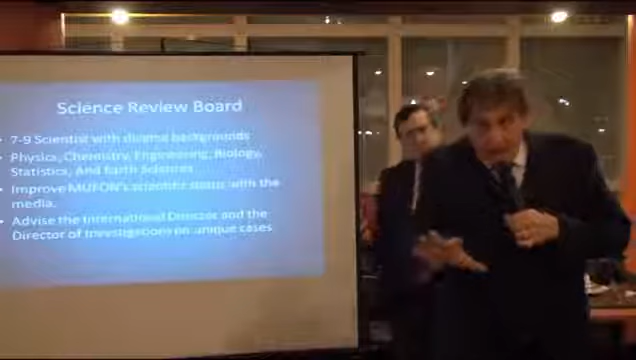 Science Review Board
• 7-9 Scientist with diverse backgrounds
• Physics, Chemistry, Engineering, Biology,
Statistics, And Earth Sciences
• Improve MUFON's scientific status with the
media.
• Advise the International Director and the
Director of Investigations on unique cases